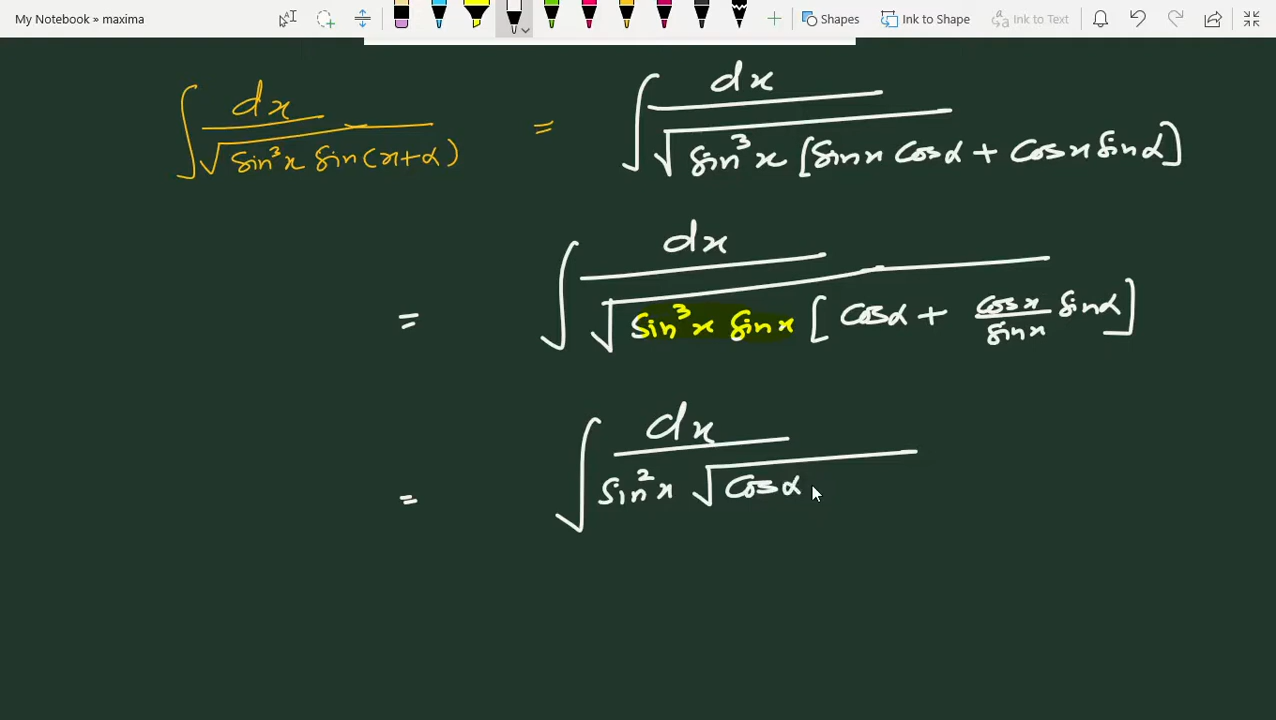 My Notebook » maxima Shapes Ink to Shape Ink to Text
∫ dx / √(sin³x sin(x+α)) = ∫ dx / √(sin³x [sinx cosα + cosx sinα])
= ∫ dx / √(sin³x sinx [cosα + (cosx/sinx) sinα])
= ∫ dx / sin²x √(cosα